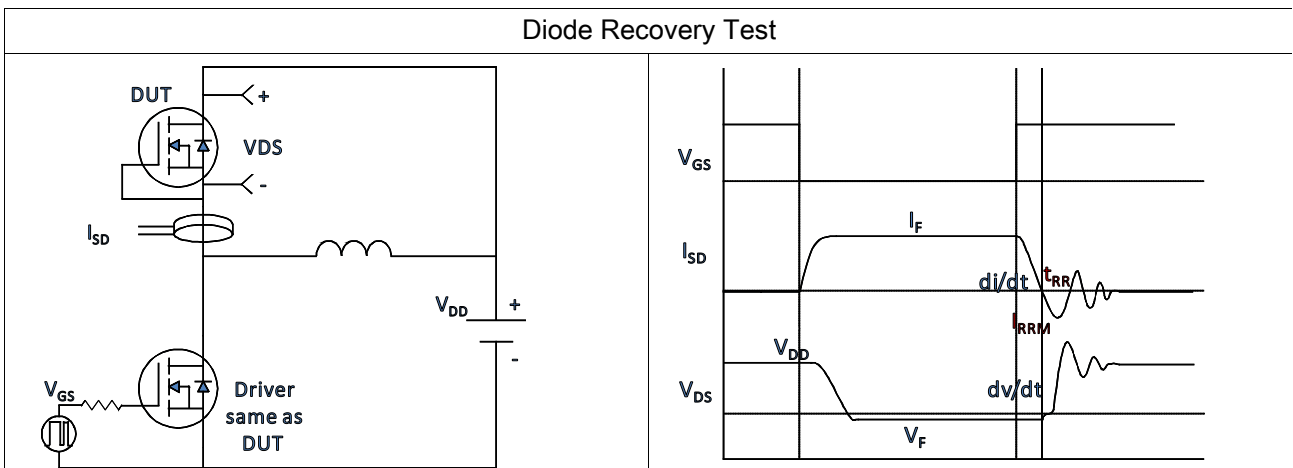 Diode Recovery Test
DUT
+
VDS
-
ISD
VDD
+
-
VGS
Driver
same as
DUT
VGS
IF
ISD
di/dt
tRR
IRRM
VDD
VDS
dv/dt
VF